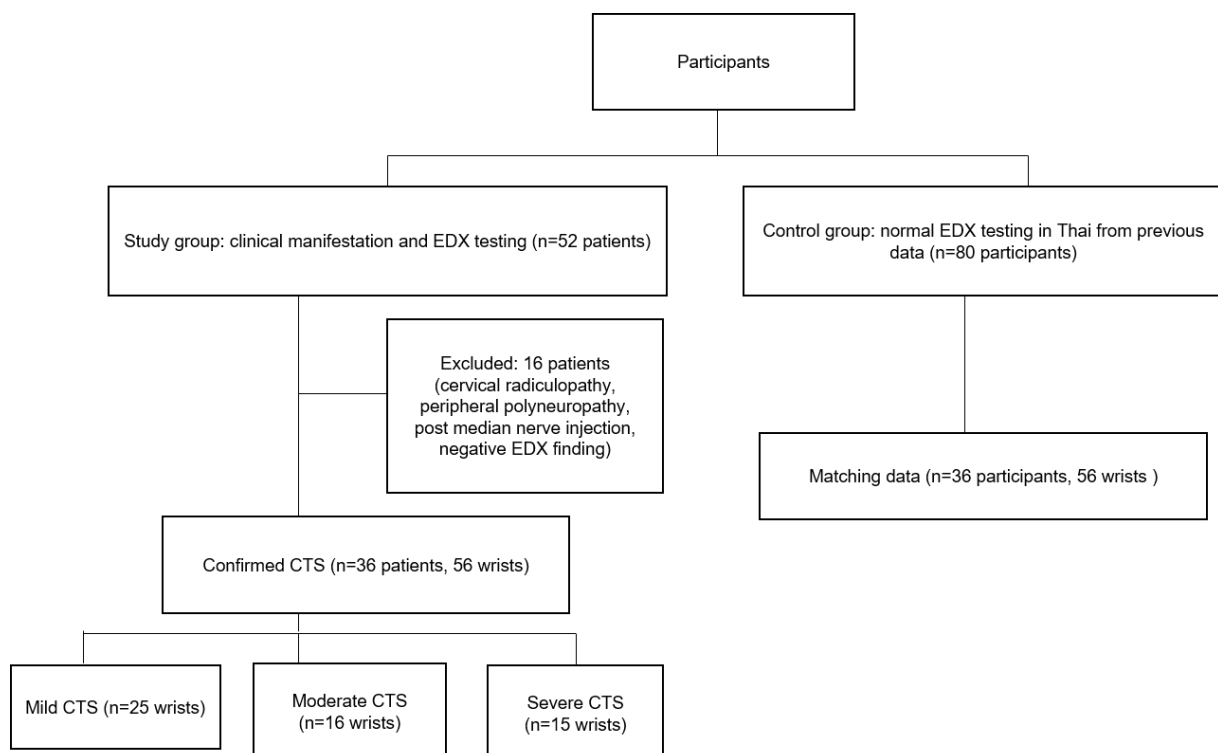 Participants
Study group: clinical manifestation and EDX testing (n=52 patients)
Control group: normal EDX testing in Thai from previous
data (n=80 participants)
Excluded: 16 patients
(cervical radiculopathy,
peripheral polyneuropathy,
post median nerve injection,
negative EDX finding)
Matching data (n=36 participants, 56 wrists )
Confirmed CTS (n=36 patients, 56 wrists)
Mild CTS (n=25 wrists)
Moderate CTS
(n=16 wrists)
Severe CTS
(n=15 wrists)